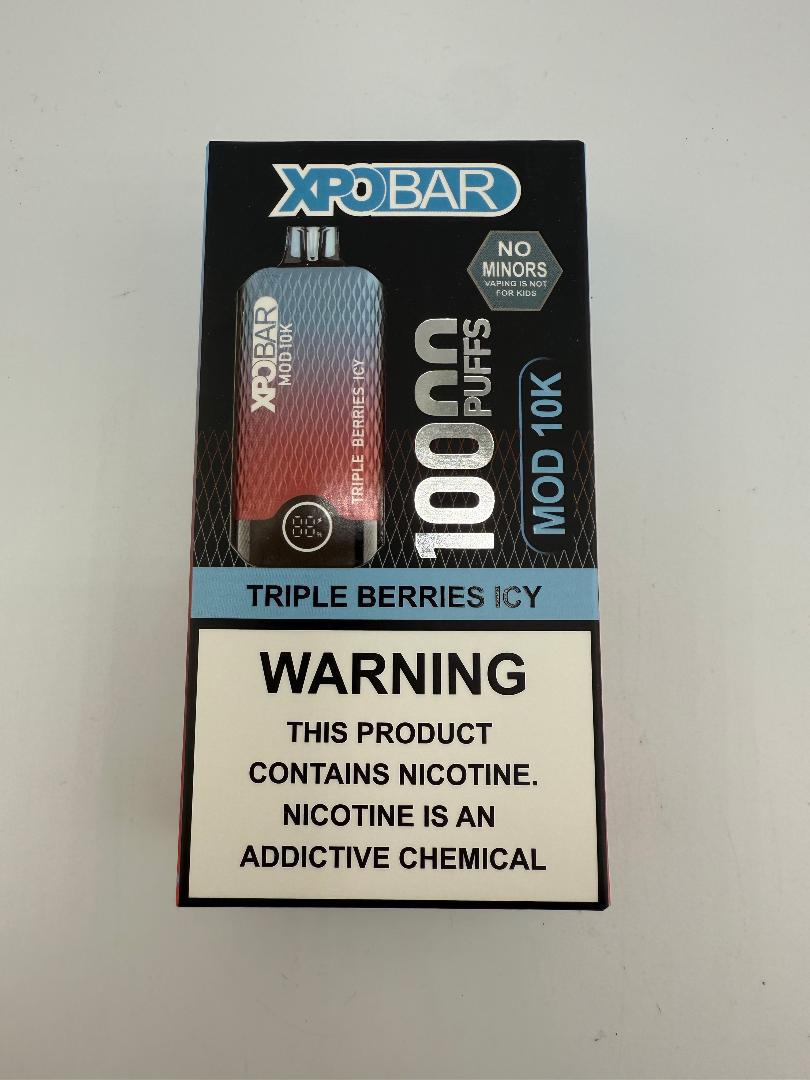 XPOBAR
NO
MINORS
VAPING IS NOT
FOR KIDS
XPOBAR
MOD 10K
TRIPLE BERRIES ICY
10000
PUFFS
MOD 10K
TRIPLE BERRIES ICY
WARNING
THIS PRODUCT
CONTAINS NICOTINE.
NICOTINE IS AN
ADDICTIVE CHEMICAL